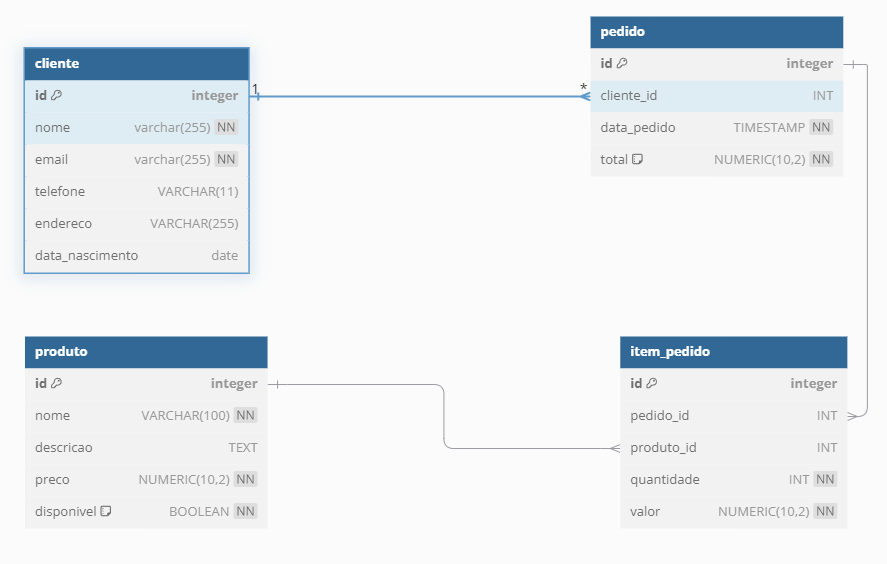 cliente
id integer
nome varchar(255) NN
email varchar(255) NN
telefone VARCHAR(11)
endereco VARCHAR(255)
data_nascimento date
1
*
pedido
id integer
cliente_id INT
data_pedido TIMESTAMP NN
total NUMERIC(10,2) NN
produto
id integer
nome VARCHAR(100) NN
descricao TEXT
preco NUMERIC(10,2) NN
disponivel BOOLEAN NN
item_pedido
id integer
pedido_id INT
produto_id INT
quantidade INT NN
valor NUMERIC(10,2) NN